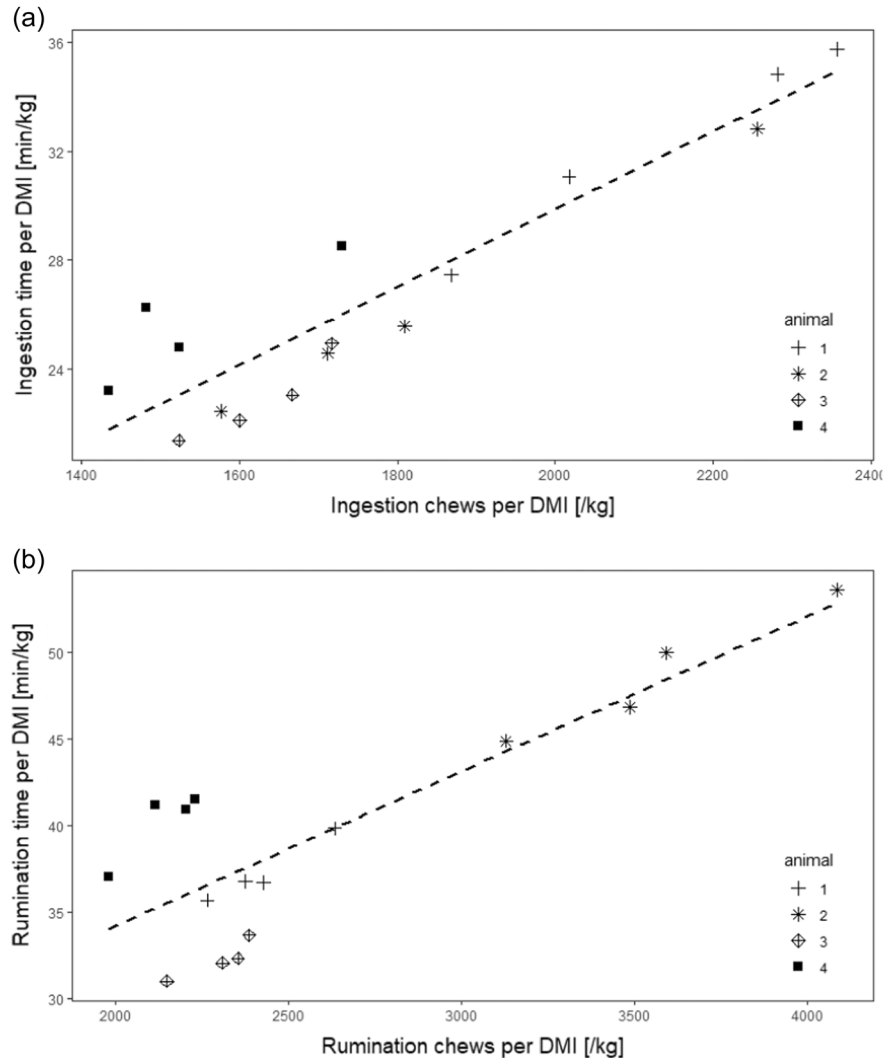 (a)
36
32
28
24
Ingestion time per DMI [min/kg]
animal
1
2
3
4
1400 1600 1800 2000 2200 2400
Ingestion chews per DMI [/kg]
(b)
50
45
40
35
30
Rumination time per DMI [min/kg]
animal
1
2
3
4
2000 2500 3000 3500 4000
Rumination chews per DMI [/kg]